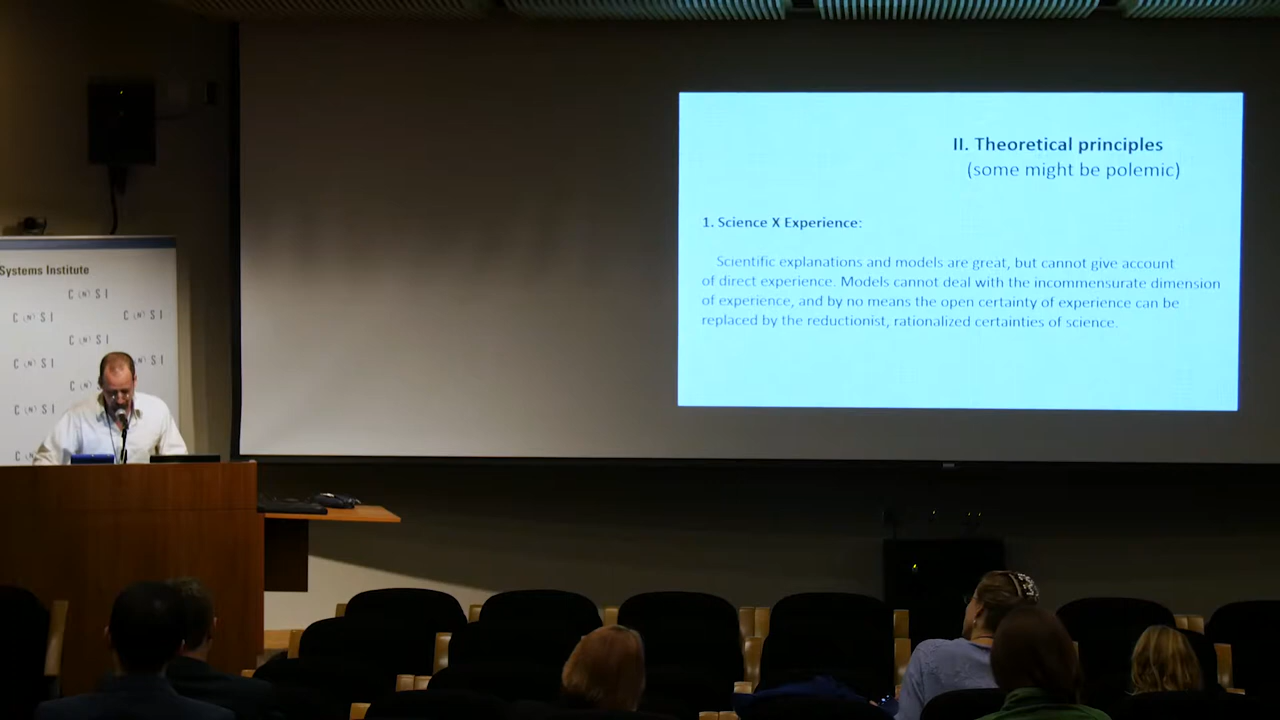 II. Theoretical principles
(some might be polemic)
1. Science X Experience:
Scientific explanations and models are great, but cannot give account
of direct experience. Models cannot deal with the incommensurate dimension
of experience, and by no means the open certainty of experience can be
replaced by the reductionist, rationalized certainties of science.
Systems Institute
C (N) S I
C (N) S I
C (N) S I
C (N) S I
C (N) S I
(N) S I
C (N) S
C (N) S I
C (N)